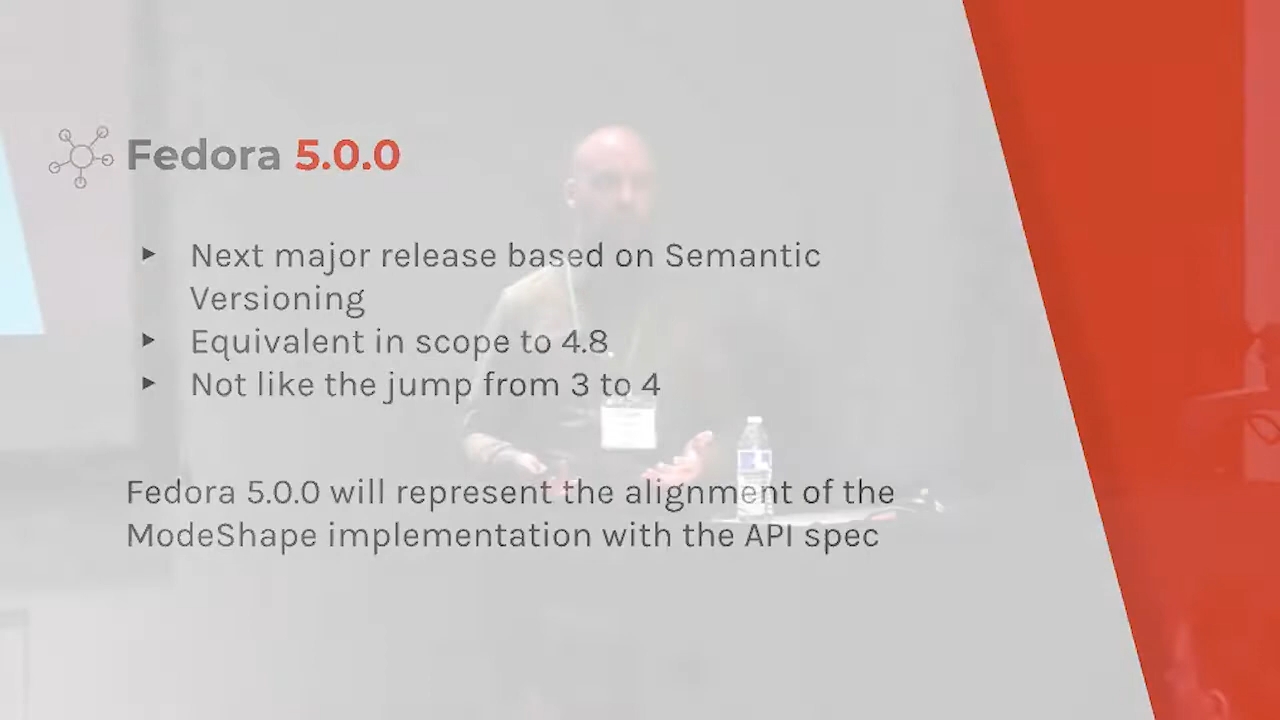 Fedora 5.0.0
▸ Next major release based on Semantic
Versioning
▸ Equivalent in scope to 4.8
▸ Not like the jump from 3 to 4
Fedora 5.0.0 will represent the alignment of the
ModeShape implementation with the API spec